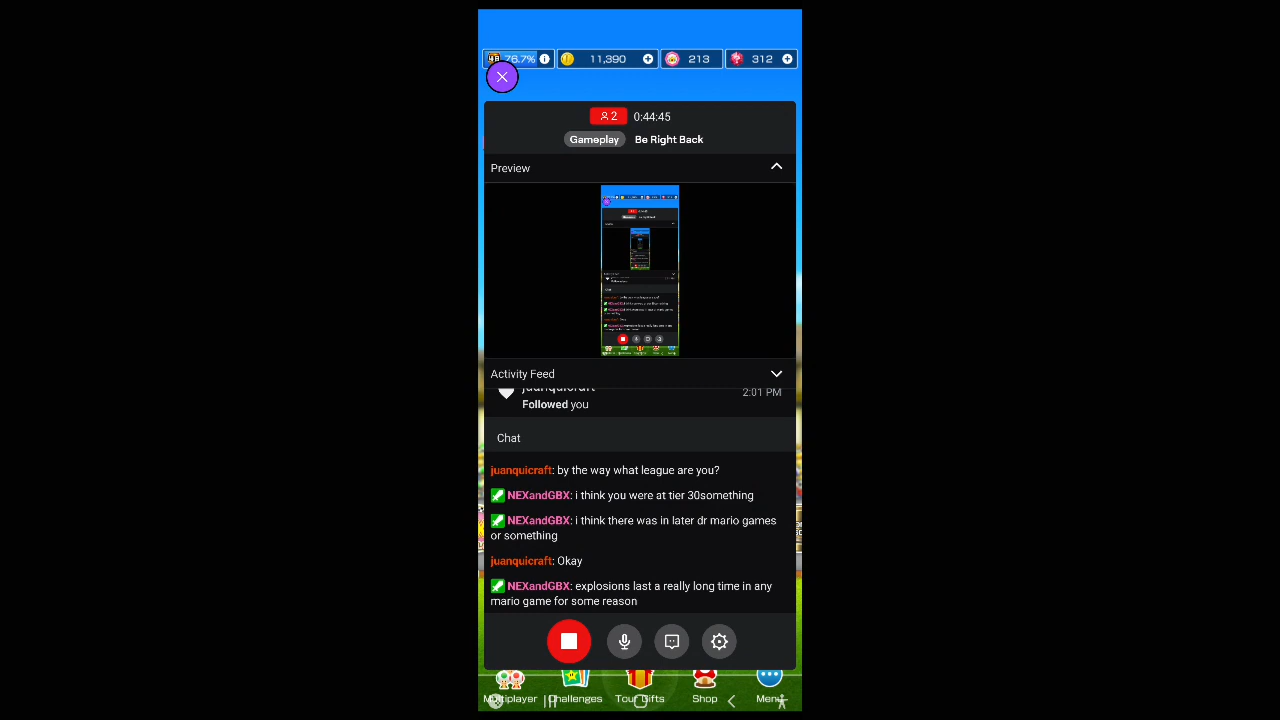 48 76.7% 11,390 213 312
2 0:44:45
Gameplay Be Right Back
Preview
Activity Feed
juanquicraft 2:01 PM
Followed you
Chat
juanquicraft: by the way what league are you?
NEXandGBX: i think you were at tier 30something
NEXandGBX: i think there was in later dr mario games
or something
juanquicraft: Okay
NEXandGBX: explosions last a really long time in any
mario game for some reason
Multiplayer Challenges Tour Gifts Shop Menu